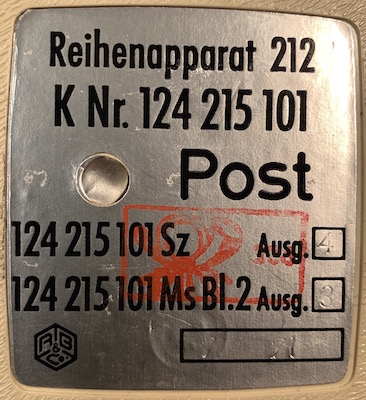 Reihenapparat 212
K Nr. 124 215 101
Post
124 215 101 Sz Ausg. 4
124 215 101 Ms Bl.2 Ausg. 3